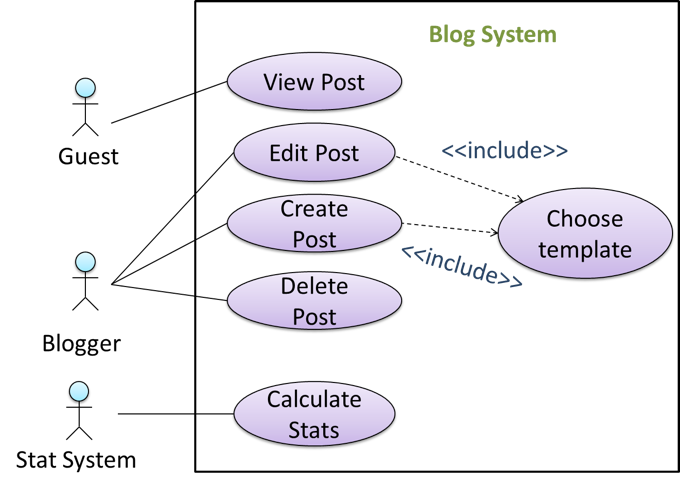 Blog System
View Post
Guest
Edit Post
<<include>>
Create
Post
Choose
template
<<include>>
Blogger
Delete
Post
Stat System
Calculate
Stats